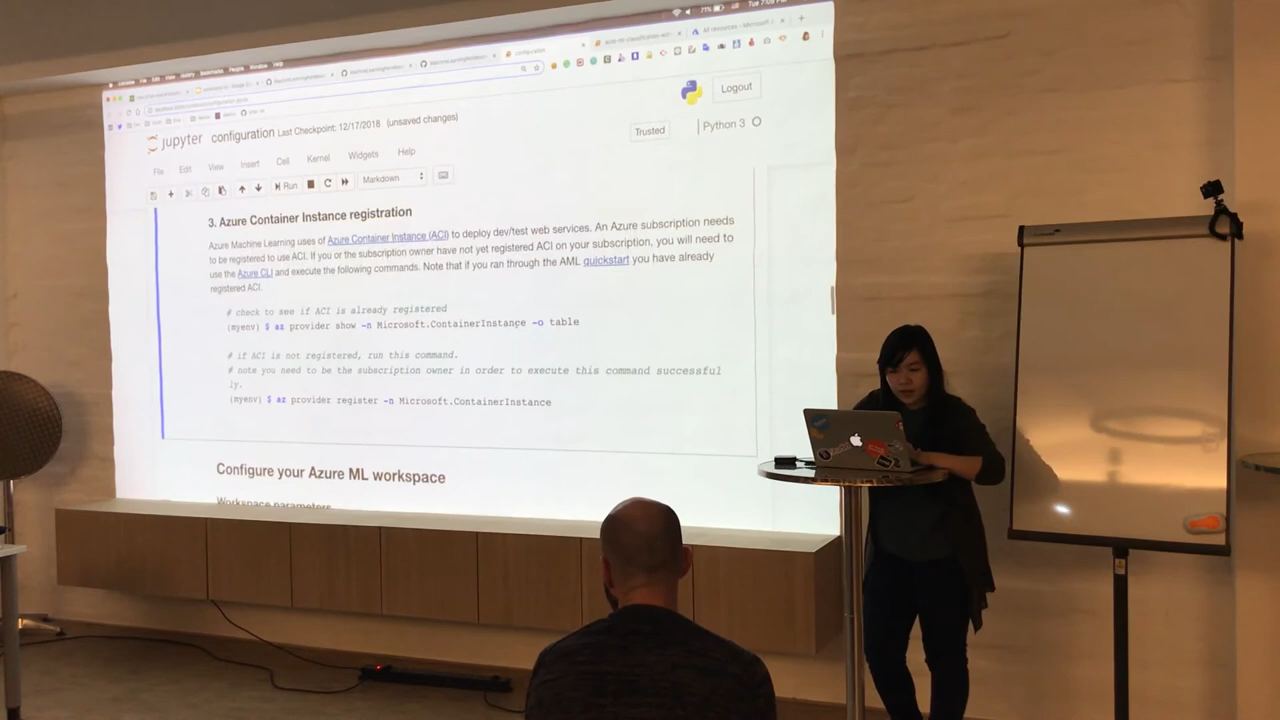 All resources - Microsoft
configuration
Logout
jupyter configuration Last Checkpoint: 12/17/2018 (unsaved changes)
Trusted
Python 3
File Edit View Insert Cell Kernel Widgets Help
Run
Markdown
3. Azure Container Instance registration
Azure Machine Learning uses of Azure Container Instance (ACI) to deploy dev/test web services. An Azure subscription needs
to be registered to use ACI. If you or the subscription owner have not yet registered ACI on your subscription, you will need to
use the Azure CLI and execute the following commands. Note that if you ran through the AML quickstart you have already
registered ACI.
# check to see if ACI is already registered
(myenv) $ az provider show -n Microsoft.ContainerInstance -o table
# if ACI is not registered, run this command.
# note you need to be the subscription owner in order to execute this command successful
ly.
(myenv) $ az provider register -n Microsoft.ContainerInstance
Configure your Azure ML workspace
Workspace parameters